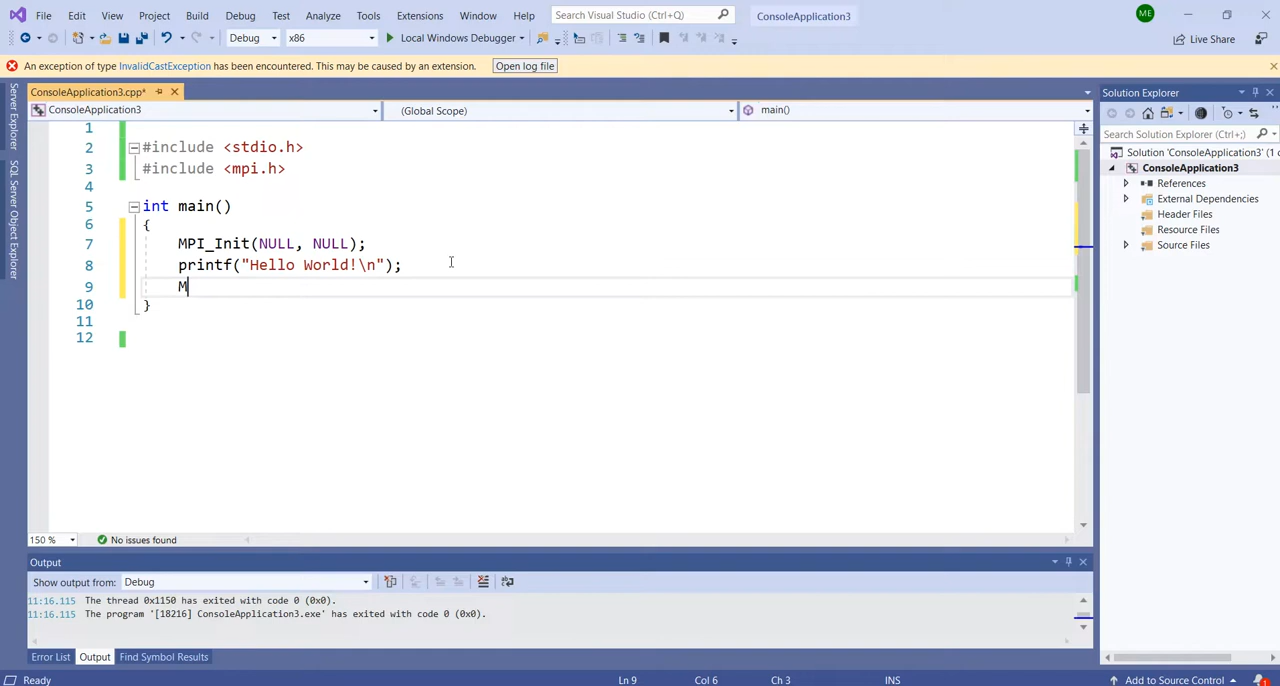 File Edit View Project Build Debug Test Analyze Tools Extensions Window Help Search Visual Studio (Ctrl+Q) ConsoleApplication3 ME
Debug x86 Local Windows Debugger Live Share
An exception of type InvalidCastException has been encountered. This may be caused by an extension. Open log file
Server Explorer
SQL Server Object Explorer
ConsoleApplication3.cpp*
ConsoleApplication3 (Global Scope) main()
1
2 #include <stdio.h>
3 #include <mpi.h>
4
5 int main()
6 {
7 MPI_Init(NULL, NULL);
8 printf("Hello World!\n");
9 M
10 }
11
12
150 % No issues found
Solution Explorer
Search Solution Explorer (Ctrl+;)
Solution 'ConsoleApplication3' (1 c
ConsoleApplication3
References
External Dependencies
Header Files
Resource Files
Source Files
Output
Show output from: Debug
11:16.115 The thread 0x1150 has exited with code 0 (0x0).
11:16.115 The program '[18216] ConsoleApplication3.exe' has exited with code 0 (0x0).
Error List Output Find Symbol Results
Ready Ln 9 Col 6 Ch 3 INS Add to Source Control 1